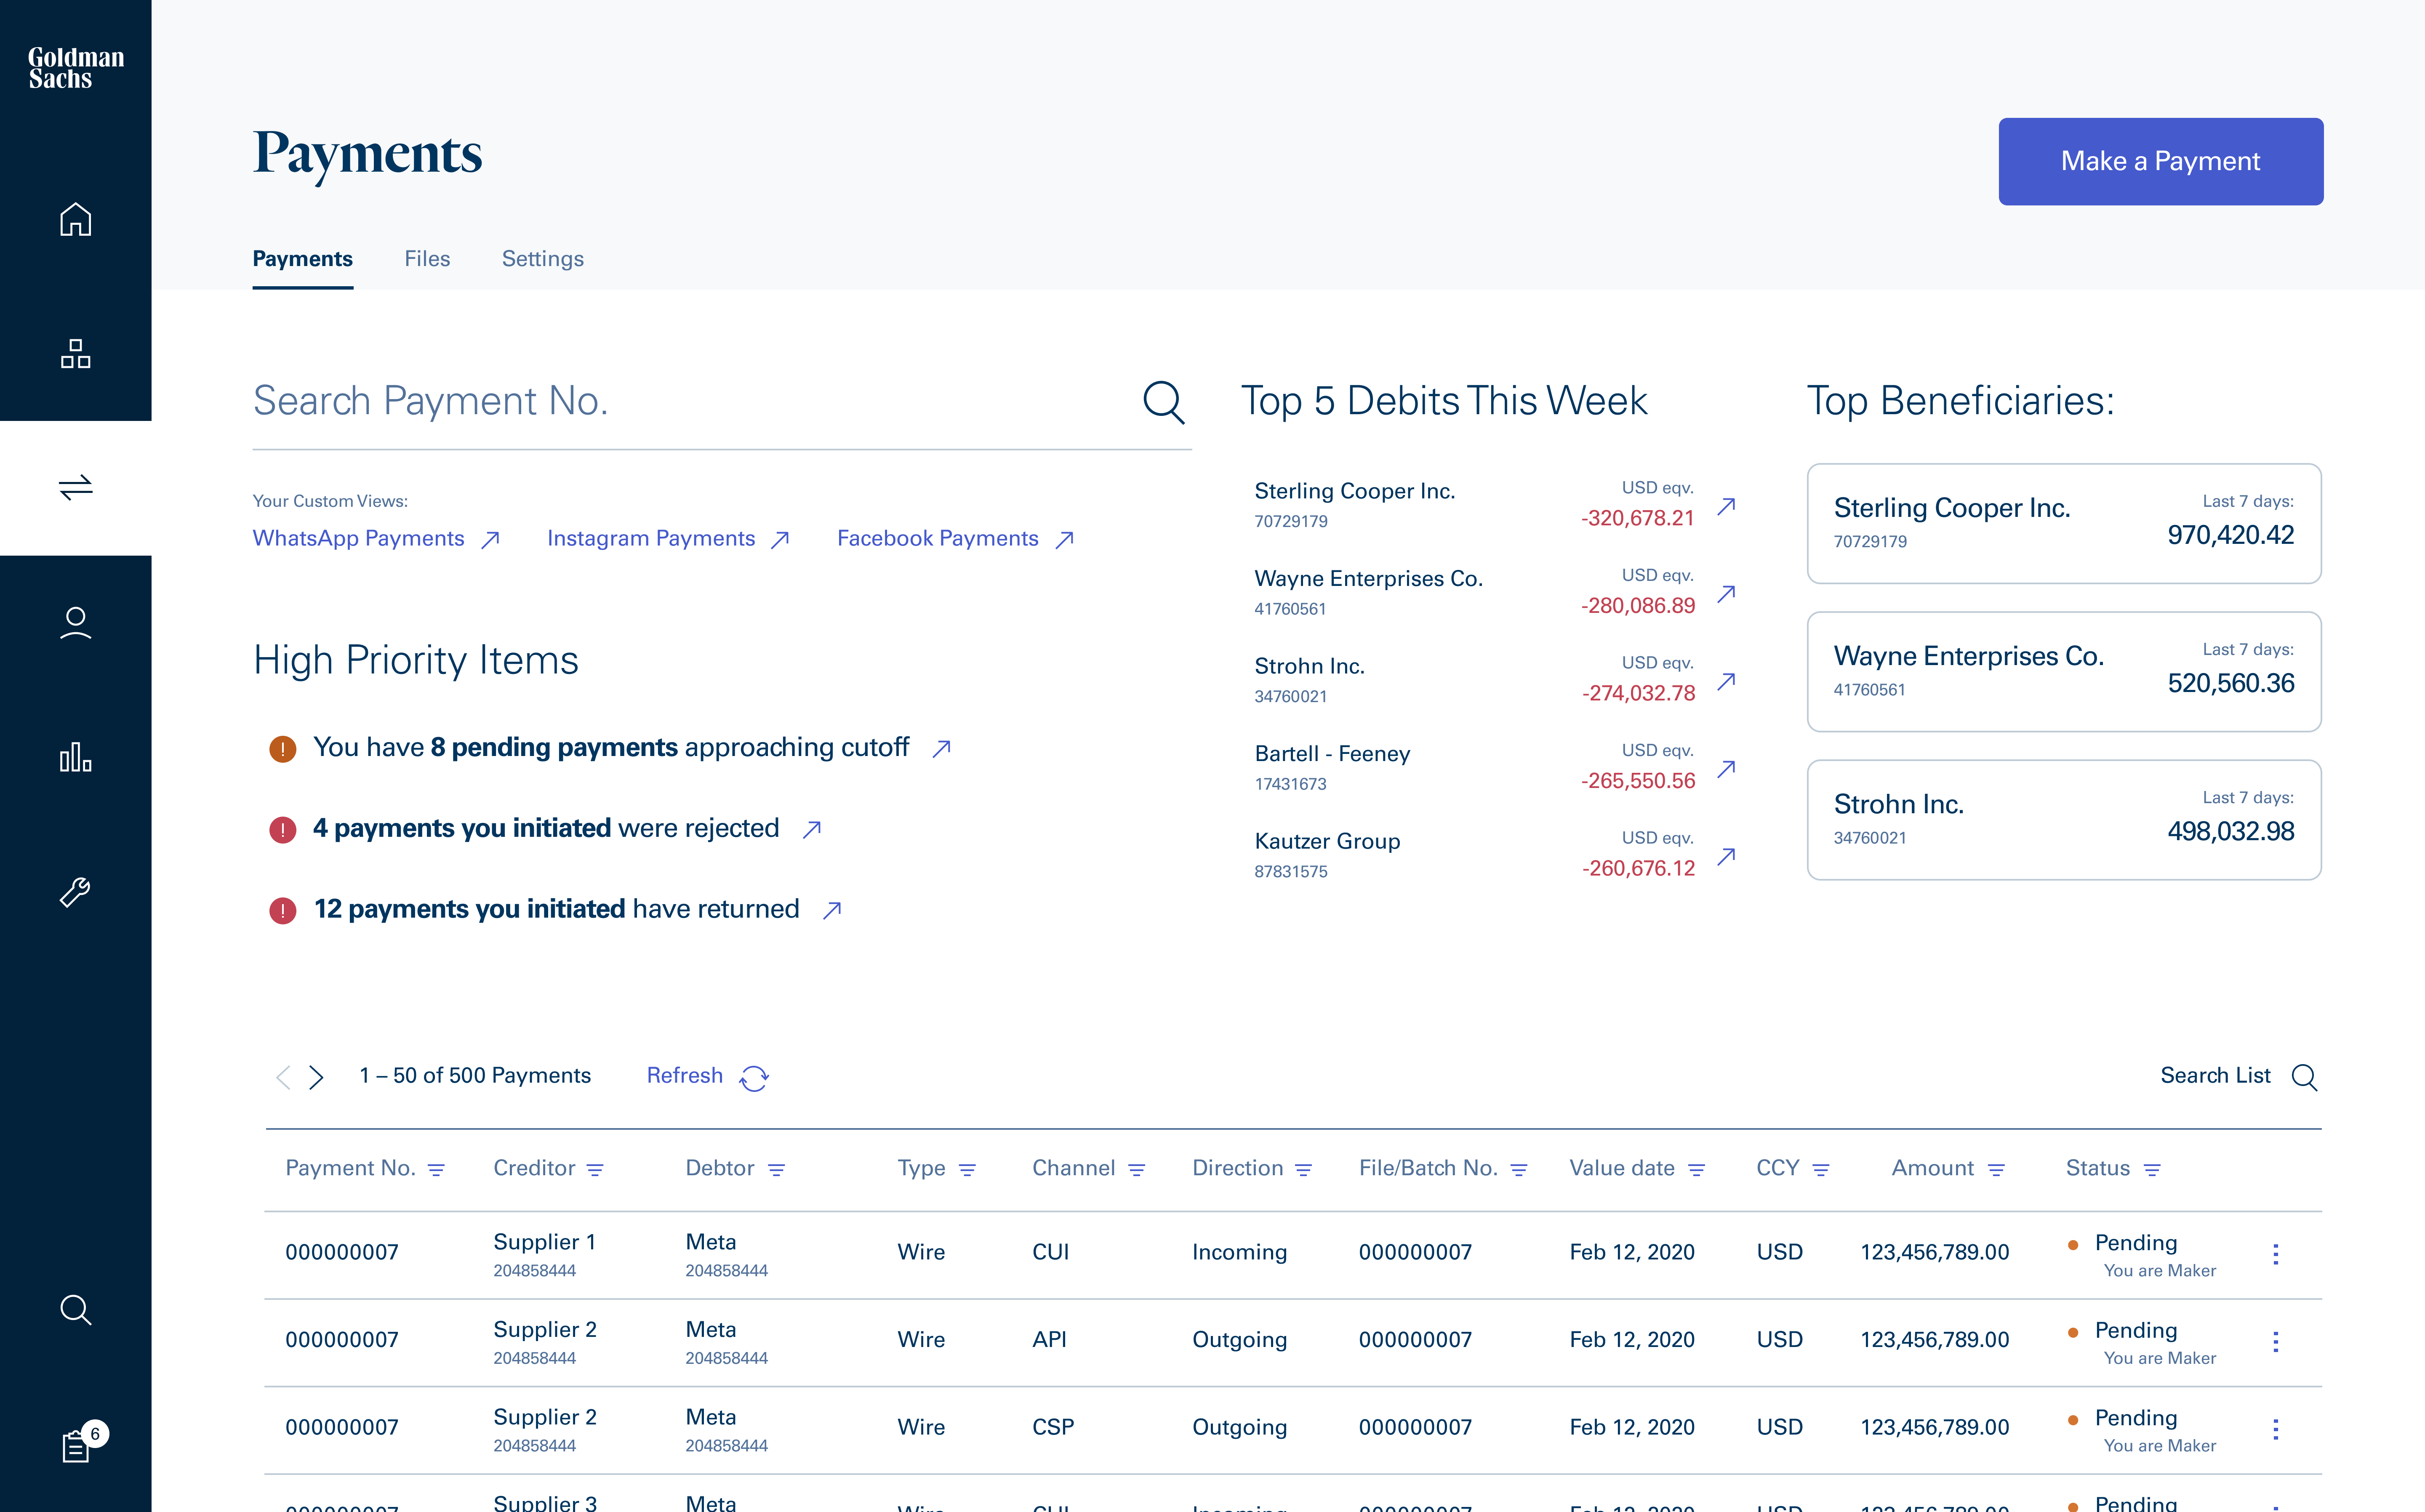 Goldman
Sachs
Payments
Make a Payment
Payments Files Settings
Search Payment No.
Your Custom Views:
WhatsApp Payments Instagram Payments Facebook Payments
High Priority Items
You have 8 pending payments approaching cutoff
4 payments you initiated were rejected
12 payments you initiated have returned
Top 5 Debits This Week
Sterling Cooper Inc. USD eqv.
70729179 -320,678.21
Wayne Enterprises Co. USD eqv.
41760561 -280,086.89
Strohn Inc. USD eqv.
34760021 -274,032.78
Bartell - Feeney USD eqv.
17431673 -265,550.56
Kautzer Group USD eqv.
87831575 -260,676.12
Top Beneficiaries:
Sterling Cooper Inc. Last 7 days:
70729179 970,420.42
Wayne Enterprises Co. Last 7 days:
41760561 520,560.36
Strohn Inc. Last 7 days:
34760021 498,032.98
1 – 50 of 500 Payments Refresh Search List
Payment No. Creditor Debtor Type Channel Direction File/Batch No. Value date CCY Amount Status
000000007 Supplier 1 Meta Wire CUI Incoming 000000007 Feb 12, 2020 USD 123,456,789.00 Pending
204858444 204858444 You are Maker
000000007 Supplier 2 Meta Wire API Outgoing 000000007 Feb 12, 2020 USD 123,456,789.00 Pending
204858444 204858444 You are Maker
000000007 Supplier 2 Meta Wire CSP Outgoing 000000007 Feb 12, 2020 USD 123,456,789.00 Pending
204858444 204858444 You are Maker
6
Supplier 3 Meta Pending